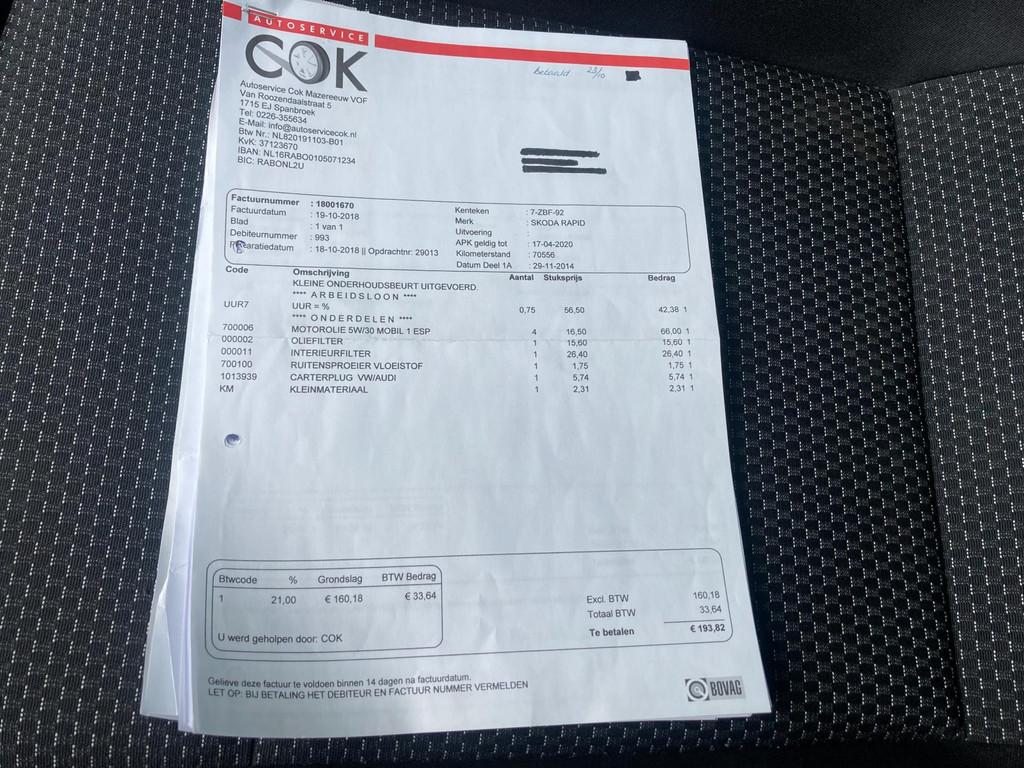 AUTOSERVICE
COK
betaald 23/10
Autoservice Cok Mazereeuw VOF
Van Roozendaalstraat 5
1715 EJ Spanbroek
Tel: 0226-355634
E-Mail: info@autoservicecok.nl
Btw Nr.: NL820191103-B01
KvK: 37123670
IBAN: NL16RABO0105071234
BIC: RABONL2U
Factuurnummer : 18001670
Factuurdatum : 19-10-2018
Blad : 1 van 1
Debiteurnummer : 993
Reparatiedatum : 18-10-2018 || Opdrachtnr: 29013
Kenteken : 7-ZBF-92
Merk : SKODA RAPID
Uitvoering :
APK geldig tot : 17-04-2020
Kilometerstand : 70556
Datum Deel 1A : 29-11-2014
Code Omschrijving Aantal Stuksprijs Bedrag
KLEINE ONDERHOUDSBEURT UITGEVOERD.
**** A R B E I D S L O O N ****
UUR7 UUR = % 0,75 56,50 42,38 1
**** O N D E R D E L E N ****
700006 MOTOROLIE 5W/30 MOBIL 1 ESP 4 16,50 66,00 1
000002 OLIEFILTER 1 15,60 15,60 1
000011 INTERIEURFILTER 1 26,40 26,40 1
700100 RUITENSPROEIER VLOEISTOF 1 1,75 1,75 1
1013939 CARTERPLUG VW/AUDI 1 5,74 5,74 1
KM KLEINMATERIAAL 1 2,31 2,31 1
Btwcode % Grondslag BTW Bedrag
1 21,00 € 160,18 € 33,64
U werd geholpen door: COK
Excl. BTW 160,18
Totaal BTW 33,64
Te betalen € 193,82
Gelieve deze factuur te voldoen binnen 14 dagen na factuurdatum.
LET OP: BIJ BETALING HET DEBITEUR EN FACTUUR NUMMER VERMELDEN
BOVAG